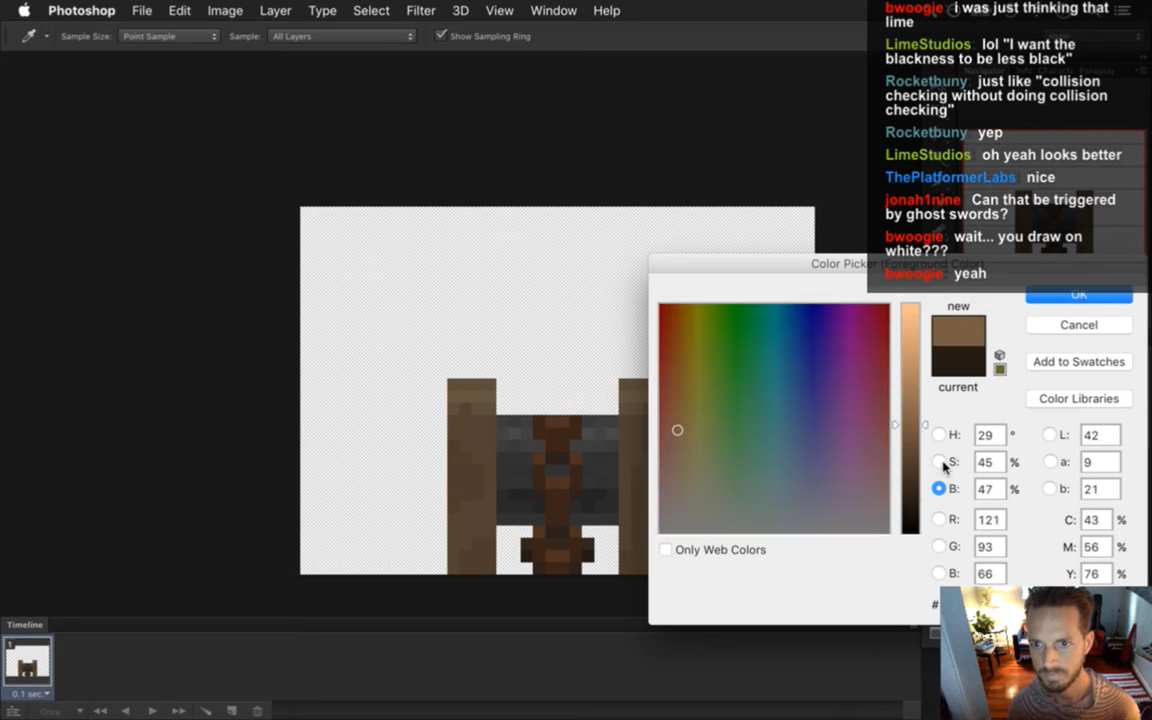 Photoshop File Edit Image Layer Type Select Filter 3D View Window Help
Sample Size: Point Sample Sample: All Layers Show Sampling Ring
bwoogie i was just thinking that
lime
LimeStudios lol "I want the
blackness to be less black"
Rocketbuny just like "collision
checking without doing collision
checking"
Rocketbuny yep
LimeStudios oh yeah looks better
ThePlatformerLabs nice
jonah1nine Can that be triggered
by ghost swords?
bwoogie wait... you draw on
white???
bwoogie yeah
Color Picker (Foreground Color)
new
current
OK
Cancel
Add to Swatches
Color Libraries
H: 29 ° L: 42
S: 45 % a: 9
B: 47 % b: 21
R: 121 C: 43 %
G: 93 M: 56 %
B: 66 Y: 76 %
#
Only Web Colors
Timeline
1
0.1 sec.
Once